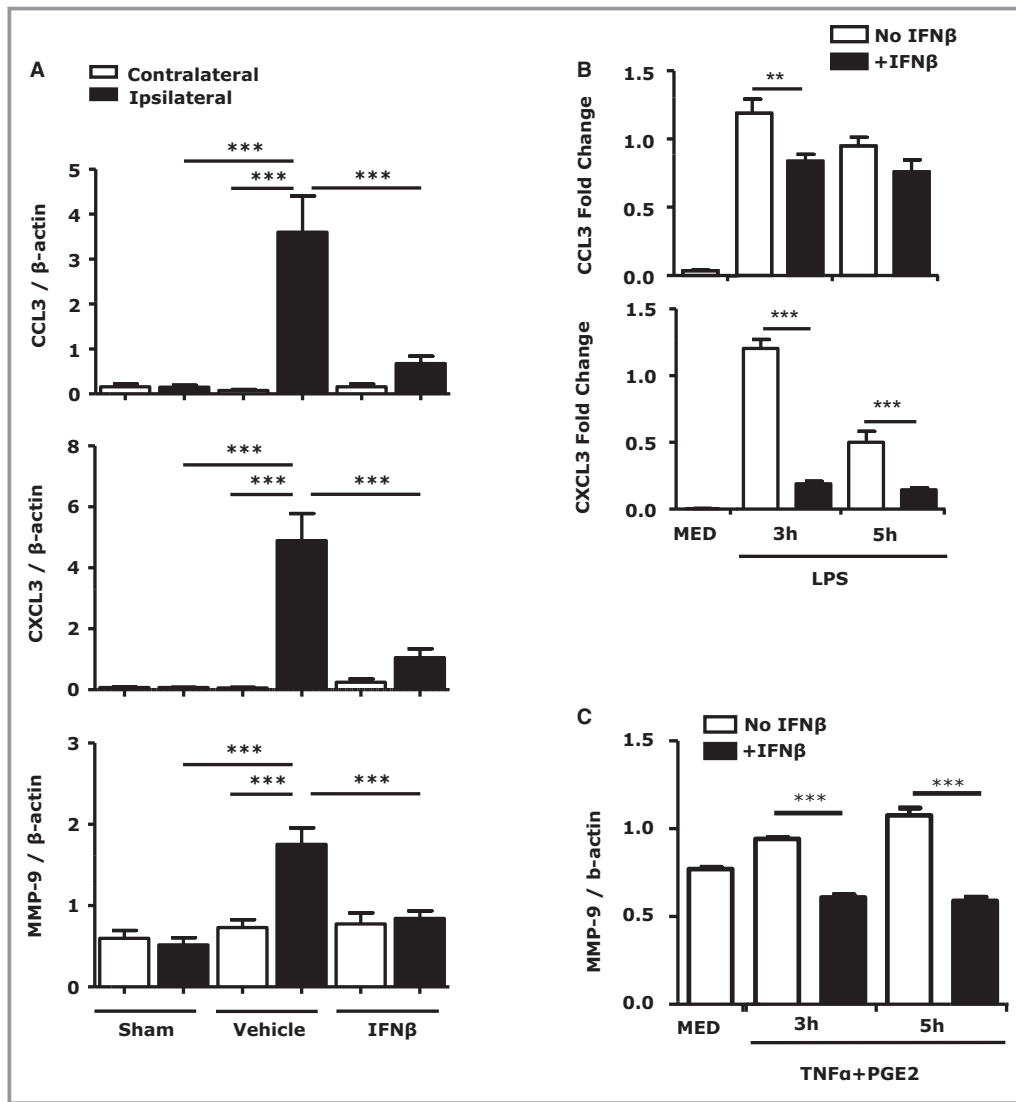 A
Contralateral
Ipsilateral
***
*** ***
5
4
3
2
1
0
CCL3 / β-actin
***
*** ***
8
6
4
2
0
CXCL3 / β-actin
***
*** ***
3
2
1
0
MMP-9 / β-actin
Sham Vehicle IFNβ
B
No IFNβ
+IFNβ
**
1.5
1.0
0.5
0.0
CCL3 Fold Change
***
***
1.5
1.0
0.5
0.0
CXCL3 Fold Change
MED 3h 5h
LPS
C
No IFNβ
+IFNβ
***
***
1.5
1.0
0.5
0.0
MMP-9 / b-actin
MED 3h 5h
TNFα+PGE2